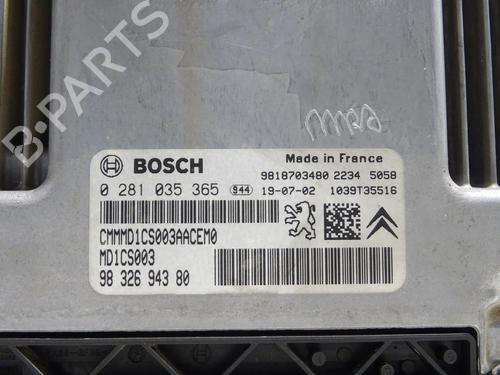 B-PARTS
BOSCH
Made in France
9818703480 2234 5058
0 281 035 365 944 19-07-02 1039T35516
CMMMD1CS003AACEM0
MD1CS003
98 326 943 80